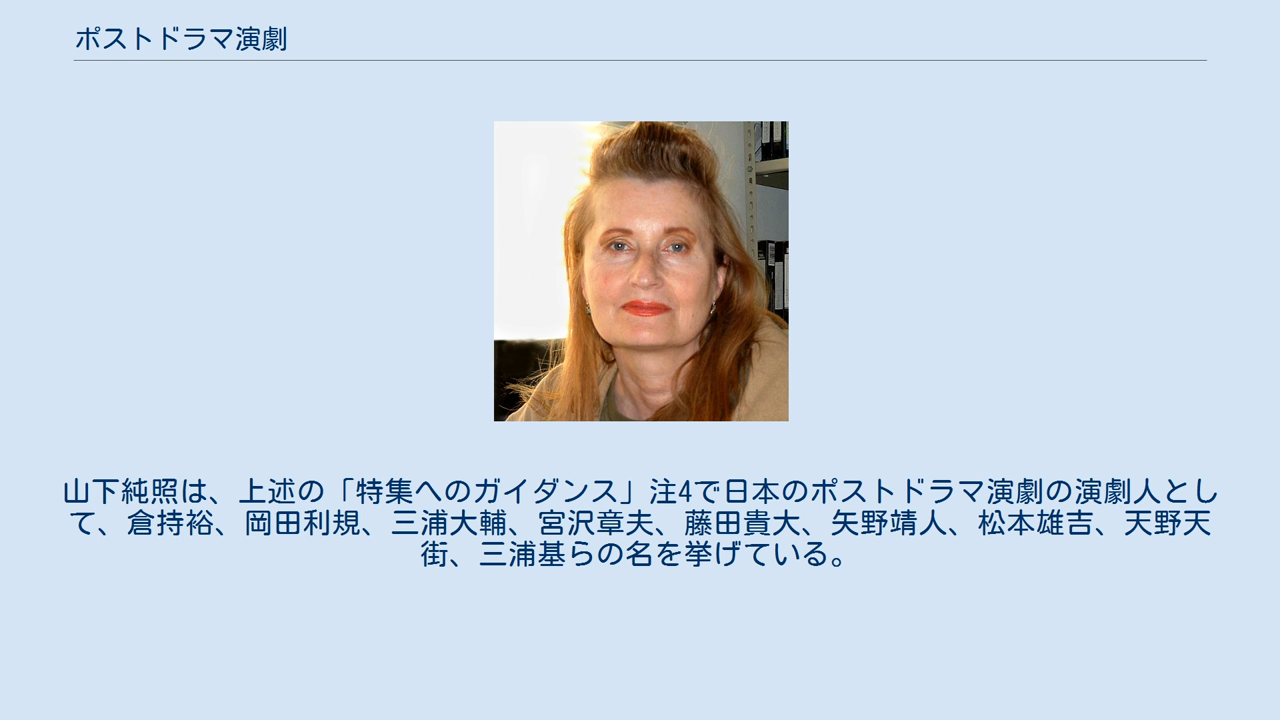 ポストドラマ演劇
山下純照は、上述の「特集へのガイダンス」注4で日本のポストドラマ演劇の演劇人とし
て、倉持裕、岡田利規、三浦大輔、宮沢章夫、藤田貴大、矢野靖人、松本雄吉、天野天
街、三浦基らの名を挙げている。